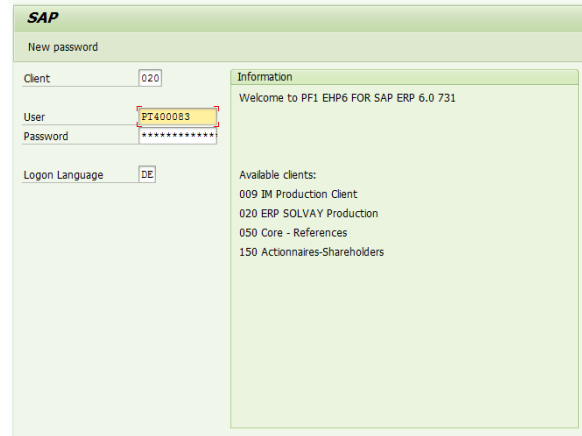 SAP
New password
Client 020
User PT400083
Password ************
Logon Language DE
Information
Welcome to PF1 EHP6 FOR SAP ERP 6.0 731
Available clients:
009 IM Production Client
020 ERP SOLVAY Production
050 Core - References
150 Actionnaires-Shareholders